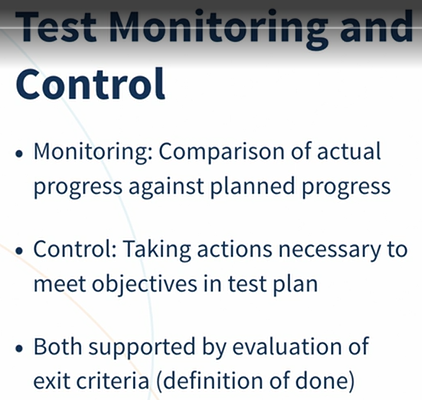 Test Monitoring and
Control
• Monitoring: Comparison of actual
progress against planned progress
• Control: Taking actions necessary to
meet objectives in test plan
• Both supported by evaluation of
exit criteria (definition of done)